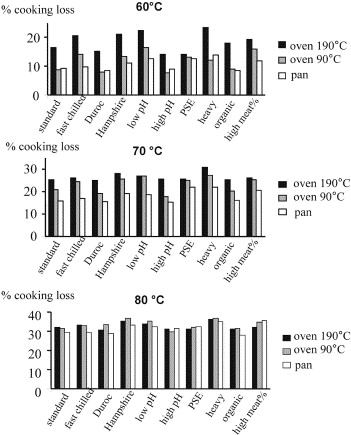 % cooking loss
60°C
20
10
0
oven 190°C
oven 90°C
pan
standard
fast chilled
Duroc
Hampshire
low pH
high pH
PSE
heavy
organic
high meat%
% cooking loss
70 °C
30
20
10
0
oven 190°C
oven 90°C
pan
standard
fast chilled
Duroc
Hampshire
low pH
high pH
PSE
heavy
organic
high meat%
% cooking loss
80 °C
40
30
20
10
0
oven 190°C
oven 90°C
pan
standard
fast chilled
Duroc
Hampshire
low pH
high pH
PSE
heavy
organic
high meat%